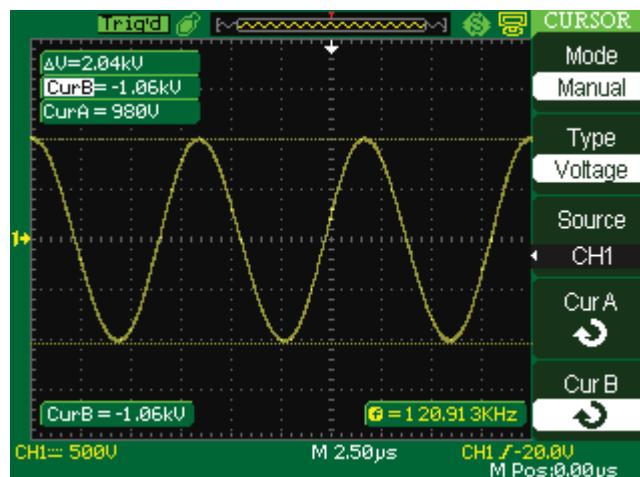 Trig'd
CURSOR
ΔV=2.04kV
CurB= -1.06kV
CurA = 980V
Mode
Manual
Type
Voltage
Source
CH1
Cur A
Cur B
1
CurB = -1.06kV
f = 120.913KHz
CH1 500V
M 2.50µs
CH1 -20.0V
M Pos:0.00µs